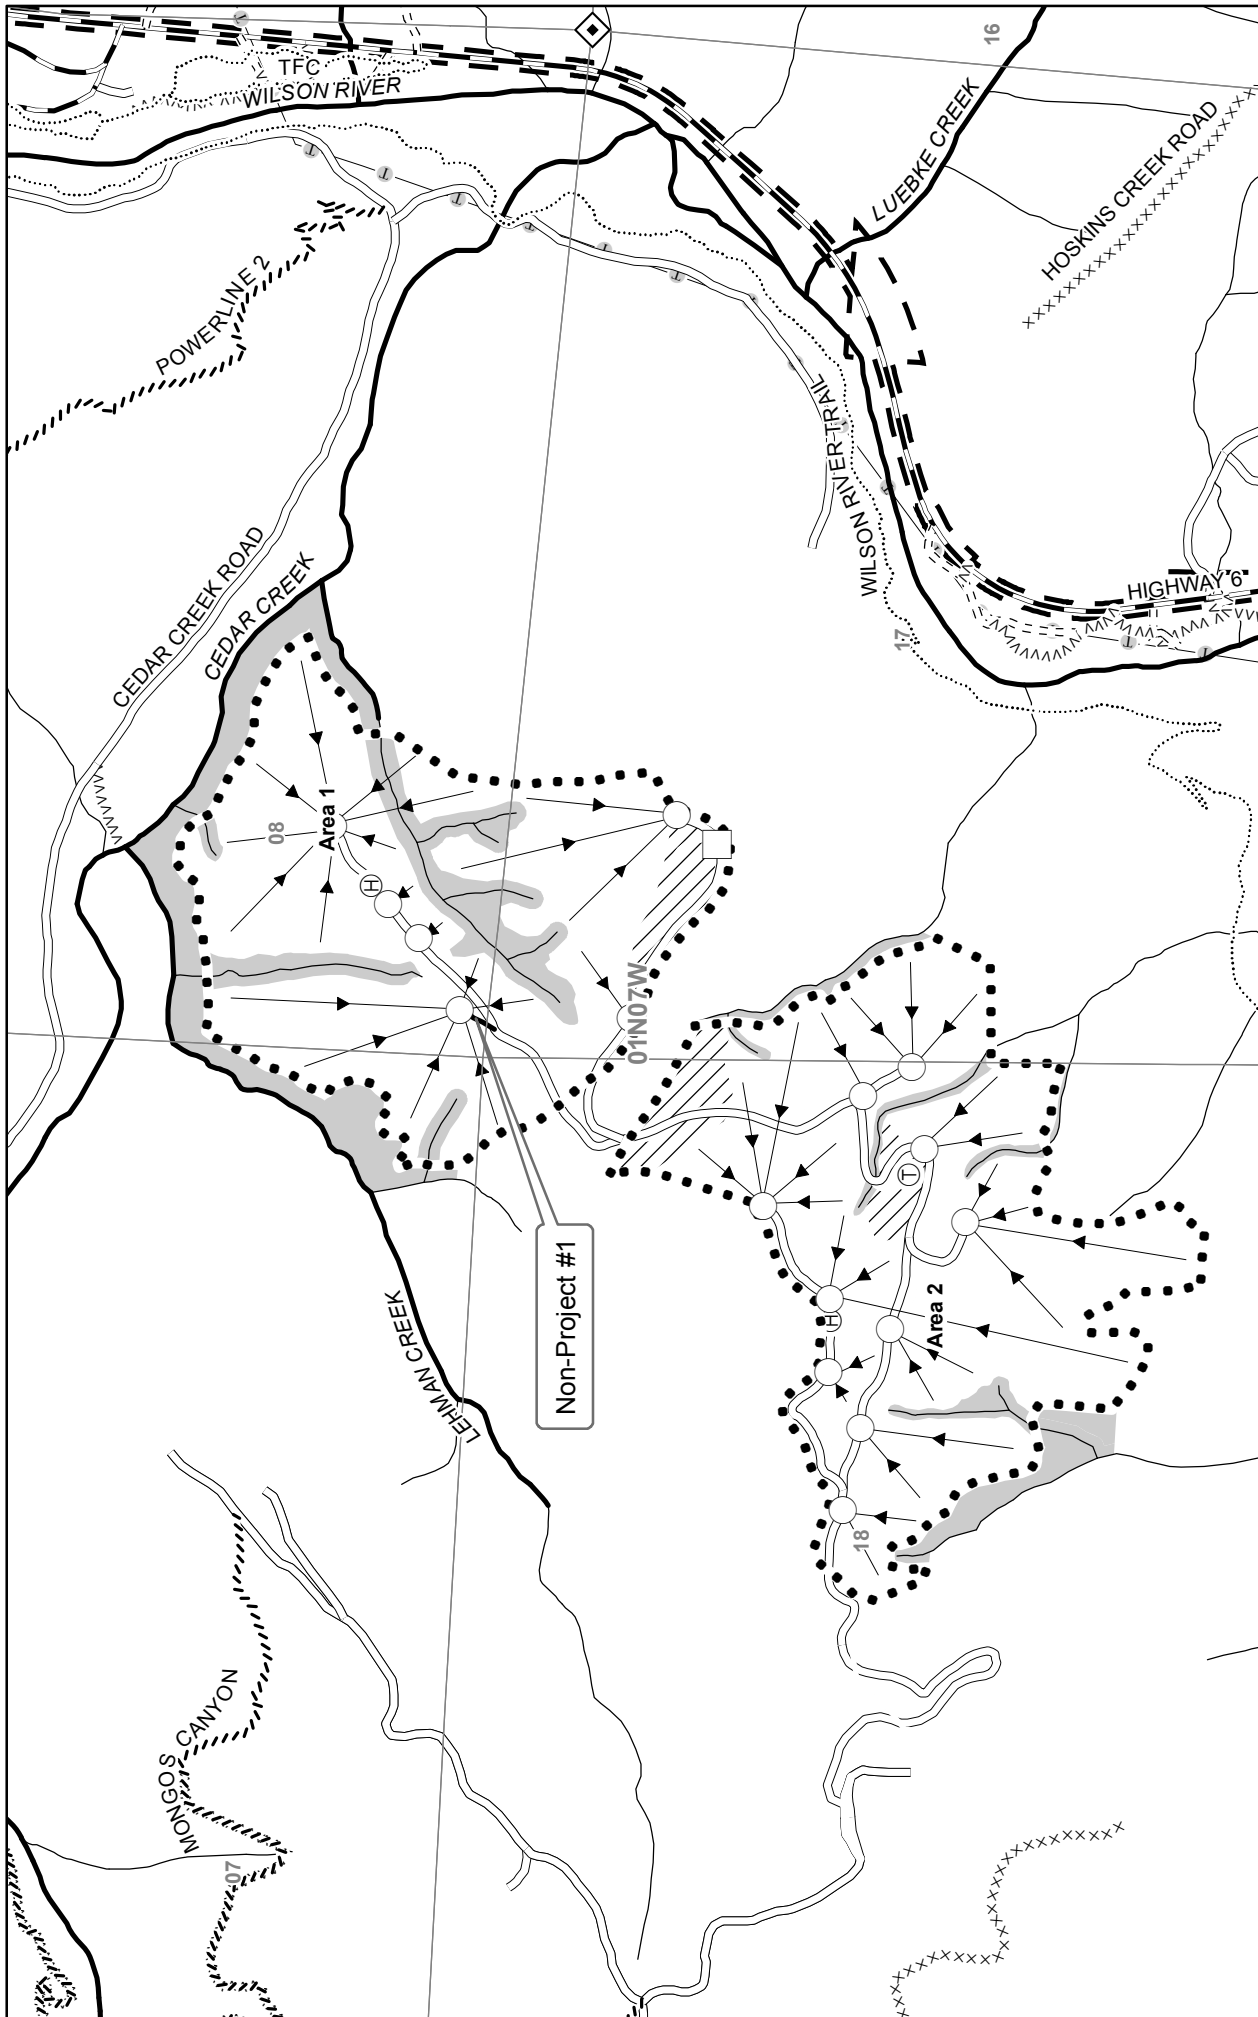 16
TFC
WILSON RIVER
LUEBKE CREEK
HOSKINS CREEK ROAD
POWERLINE 2
WILSON RIVER TRAIL
CEDAR CREEK ROAD
CEDAR CREEK
HIGHWAY 6
17
08
Area 1
H
01N07W
T
Non-Project #1
H
Area 2
LEHMAN CREEK
18
MONGOS CANYON
07